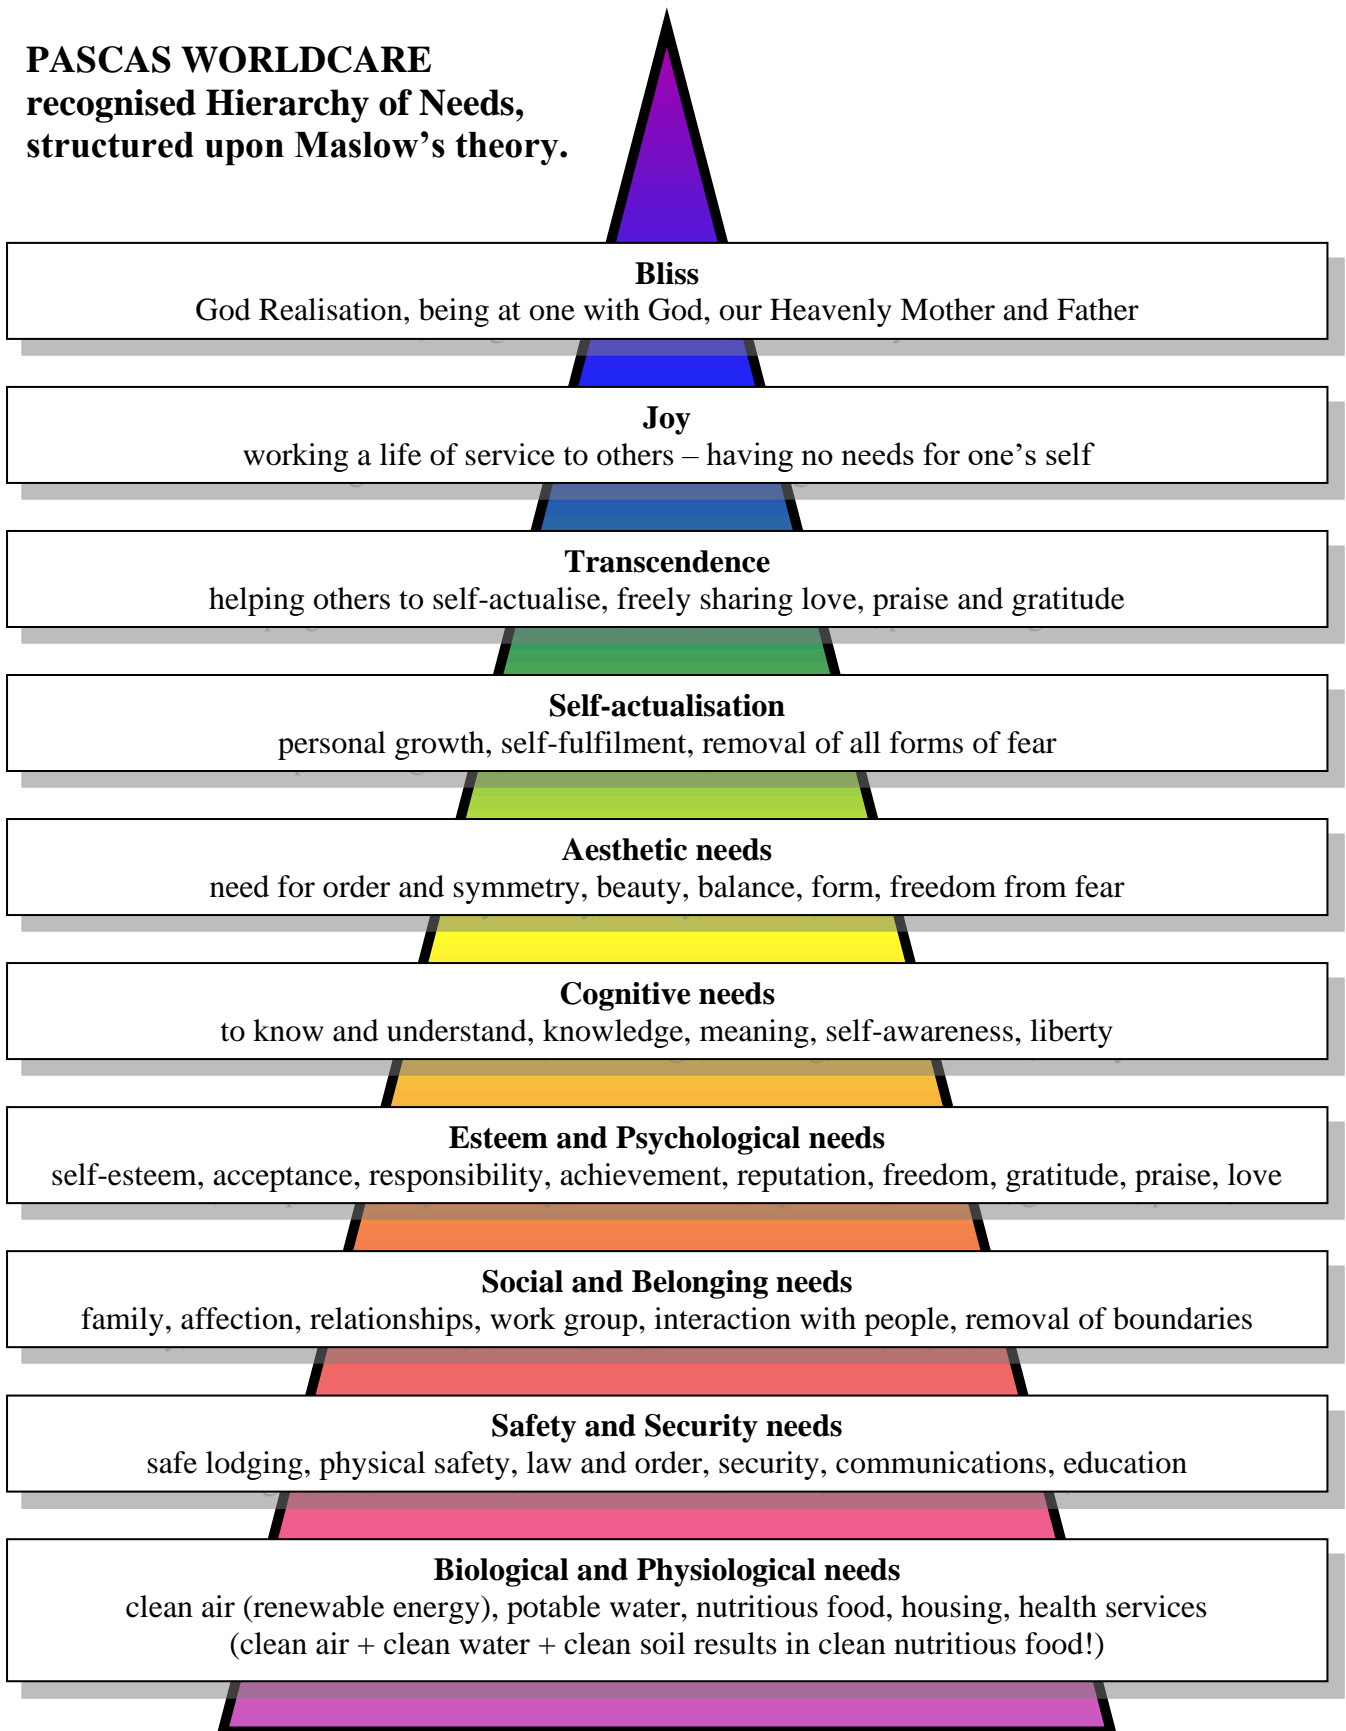 PASCAS WORLDCARE
recognised Hierarchy of Needs,
structured upon Maslow’s theory.
Bliss
God Realisation, being at one with God, our Heavenly Mother and Father
Joy
working a life of service to others – having no needs for one’s self
Transcendence
helping others to self-actualise, freely sharing love, praise and gratitude
Self-actualisation
personal growth, self-fulfilment, removal of all forms of fear
Aesthetic needs
need for order and symmetry, beauty, balance, form, freedom from fear
Cognitive needs
to know and understand, knowledge, meaning, self-awareness, liberty
Esteem and Psychological needs
self-esteem, acceptance, responsibility, achievement, reputation, freedom, gratitude, praise, love
Social and Belonging needs
family, affection, relationships, work group, interaction with people, removal of boundaries
Safety and Security needs
safe lodging, physical safety, law and order, security, communications, education
Biological and Physiological needs
clean air (renewable energy), potable water, nutritious food, housing, health services
(clean air + clean water + clean soil results in clean nutritious food!)